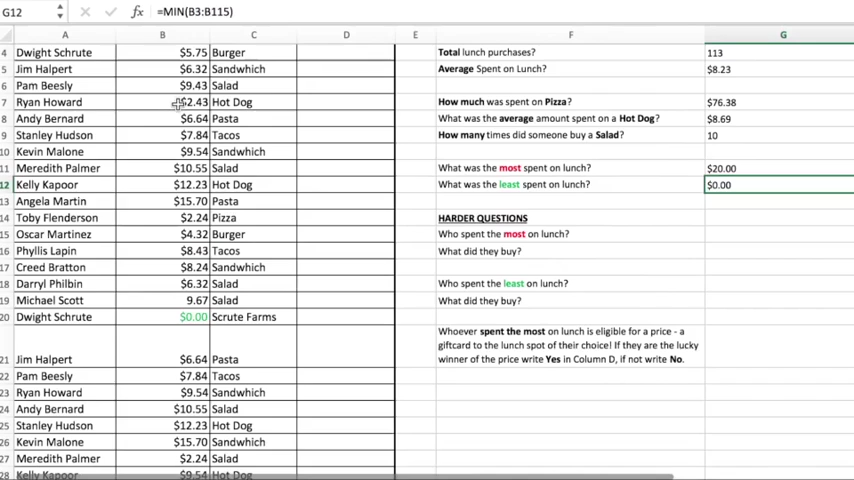 G12 fx =MIN(B3:B115)
A B C D E F G
4 Dwight Schrute $5.75 Burger Total lunch purchases? 113
5 Jim Halpert $6.32 Sandwhich Average Spent on Lunch? $8.23
6 Pam Beesly $9.43 Salad
7 Ryan Howard $2.43 Hot Dog How much was spent on Pizza? $76.38
8 Andy Bernard $6.64 Pasta What was the average amount spent on a Hot Dog? $8.69
9 Stanley Hudson $7.84 Tacos How many times did someone buy a Salad? 10
10 Kevin Malone $9.54 Sandwhich
11 Meredith Palmer $10.55 Salad What was the most spent on lunch? $20.00
12 Kelly Kapoor $12.23 Hot Dog What was the least spent on lunch? $0.00
13 Angela Martin $15.70 Pasta
14 Toby Flenderson $2.24 Pizza HARDER QUESTIONS
15 Oscar Martinez $4.32 Burger Who spent the most on lunch?
16 Phyllis Lapin $8.43 Tacos What did they buy?
17 Creed Bratton $8.24 Sandwhich
18 Darryl Philbin $6.32 Salad Who spent the least on lunch?
19 Michael Scott 9.67 Salad What did they buy?
20 Dwight Schrute $0.00 Scrute Farms
Whoever spent the most on lunch is eligible for a price - a
giftcard to the lunch spot of their choice! If they are the lucky
21 Jim Halpert $6.64 Pasta winner of the price write Yes in Column D, if not write No.
22 Pam Beesly $7.84 Tacos
23 Ryan Howard $9.54 Sandwhich
24 Andy Bernard $10.55 Salad
25 Stanley Hudson $12.23 Hot Dog
26 Kevin Malone $15.70 Sandwhich
27 Meredith Palmer $2.24 Salad
28 Kelly Kapoor $9.54 Hot Dog